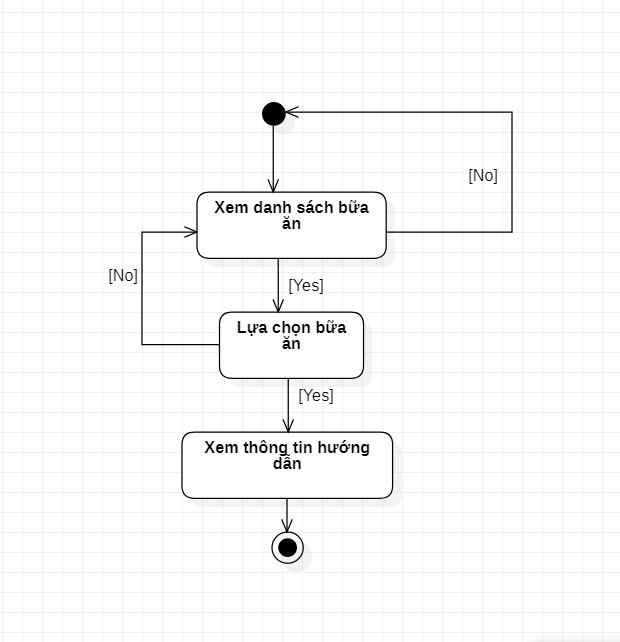 [No]
Xem danh sách bữa
ăn
[No]
[Yes]
Lựa chọn bữa
ăn
[Yes]
Xem thông tin hướng
dẫn